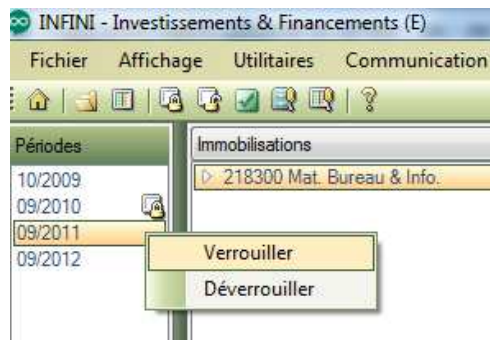 INFINI - Investissements & Financements (E)
Fichier Affichage Utilitaires Communication
Périodes
Immobilisations
10/2009
218300 Mat. Bureau & Info.
09/2010
09/2011
09/2012
Verrouiller
Déverrouiller